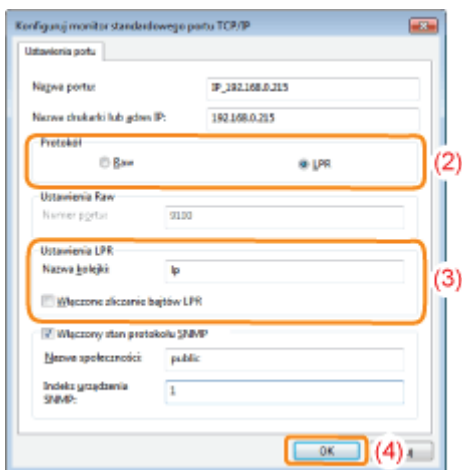 Konfiguruj monitor standardowego portu TCP/IP
Ustawienia portu
Nazwa portu: IP_192.168.0.215
Nazwa drukarki lub adres IP: 192.168.0.215
Protokół
Raw LPR (2)
Ustawienia Raw
Numer portu: 9100
Ustawienia LPR
Nazwa kolejki: lp (3)
Włączone zliczanie bajtów LPR
Włączony stan protokołu SNMP
Nazwa społeczności: public
Indeks urządzenia 1
SNMP:
OK (4)